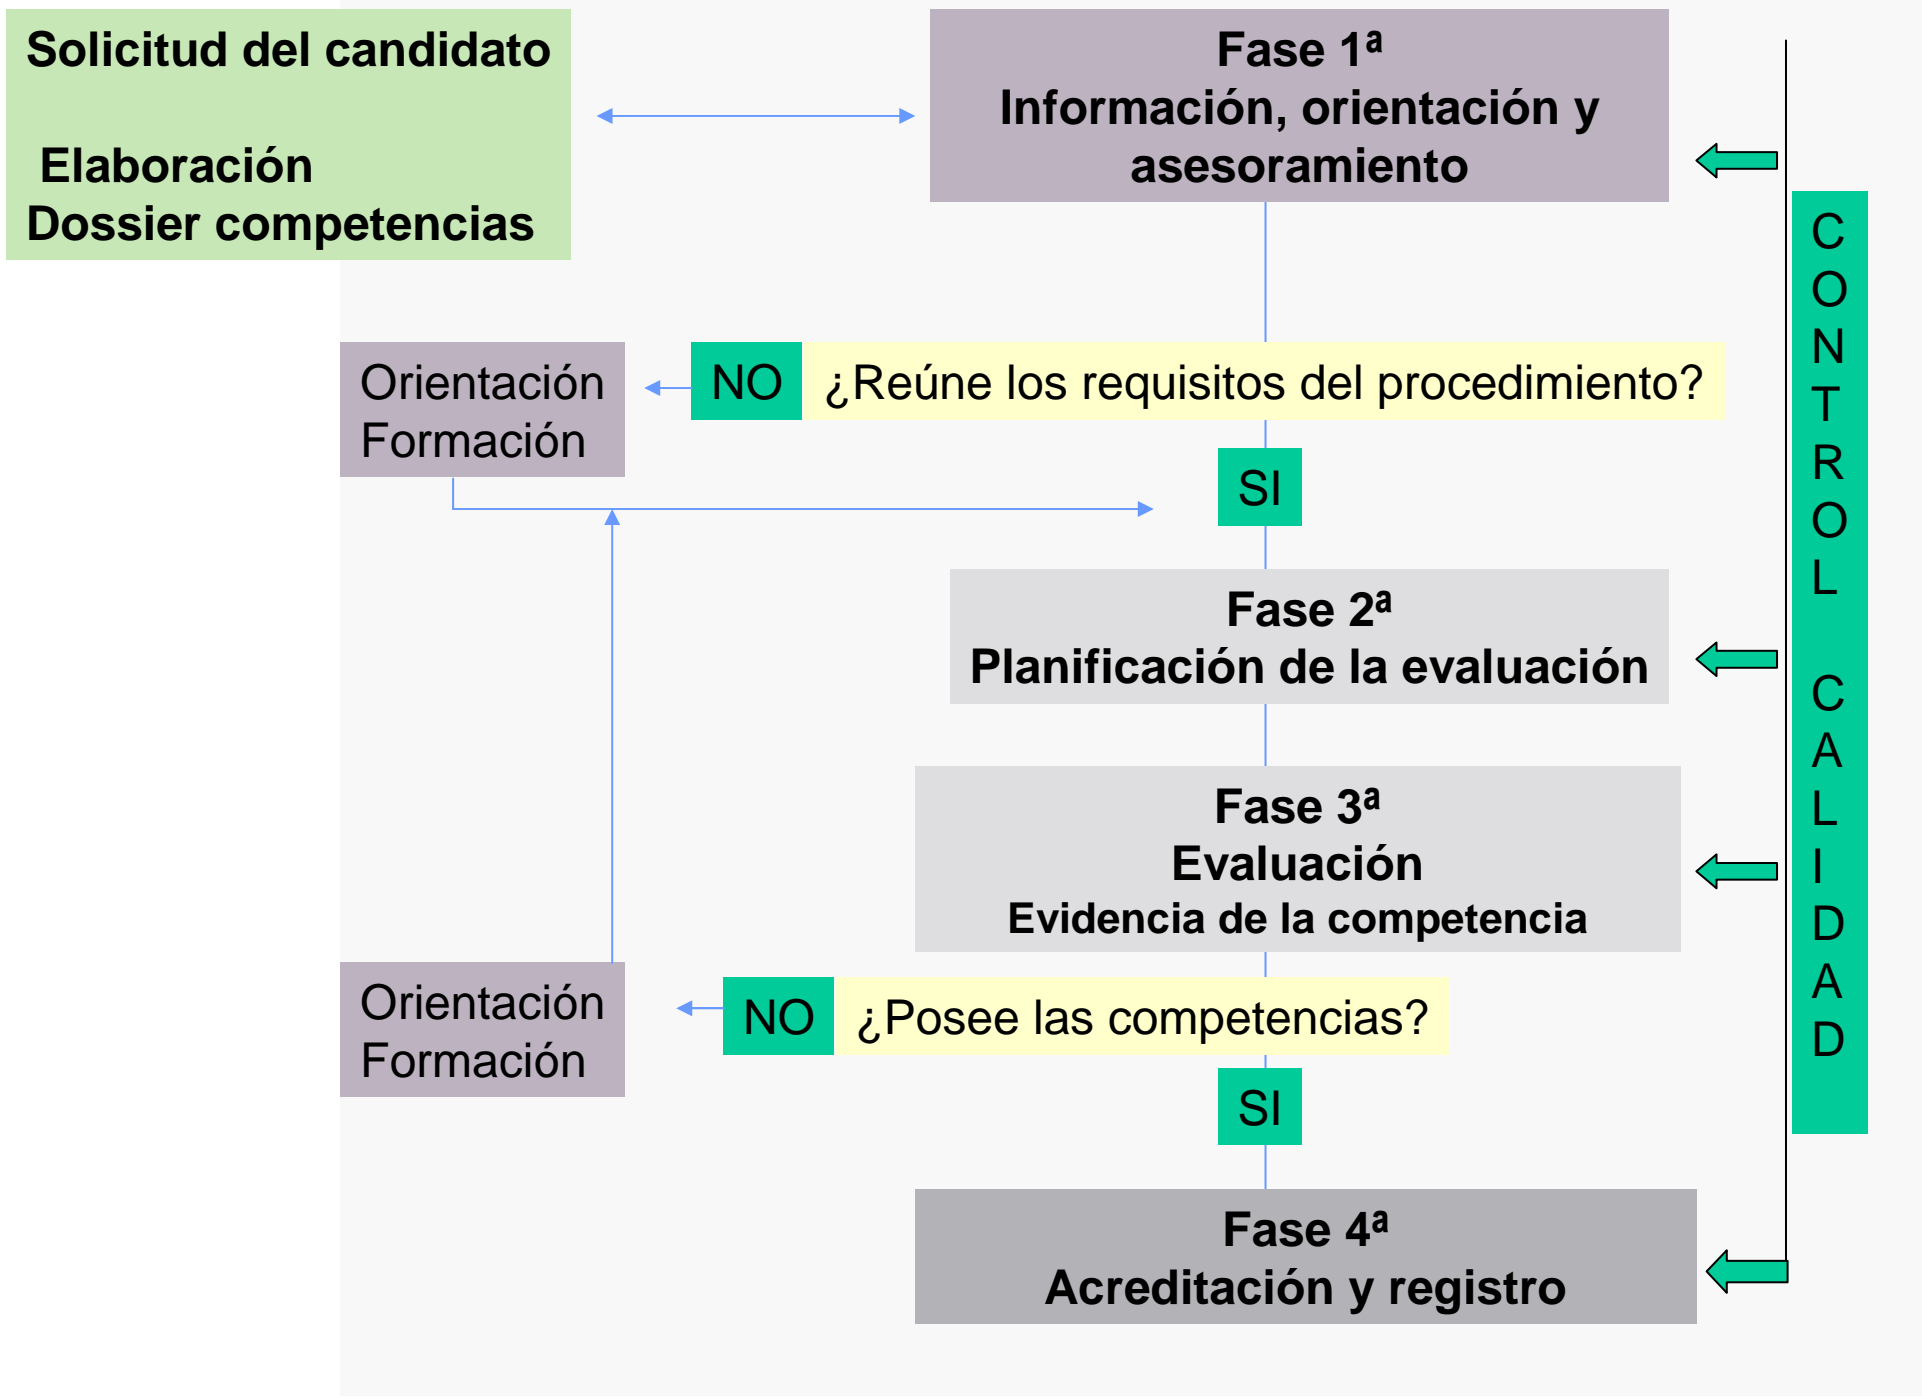 Solicitud del candidato
Elaboración
Dossier competencias
Fase 1ª
Información, orientación y
asesoramiento
Orientación
Formación
NO
¿Reúne los requisitos del procedimiento?
SI
Fase 2ª
Planificación de la evaluación
Fase 3ª
Evaluación
Evidencia de la competencia
Orientación
Formación
NO
¿Posee las competencias?
SI
Fase 4ª
Acreditación y registro
C
O
N
T
R
O
L
C
A
L
I
D
A
D